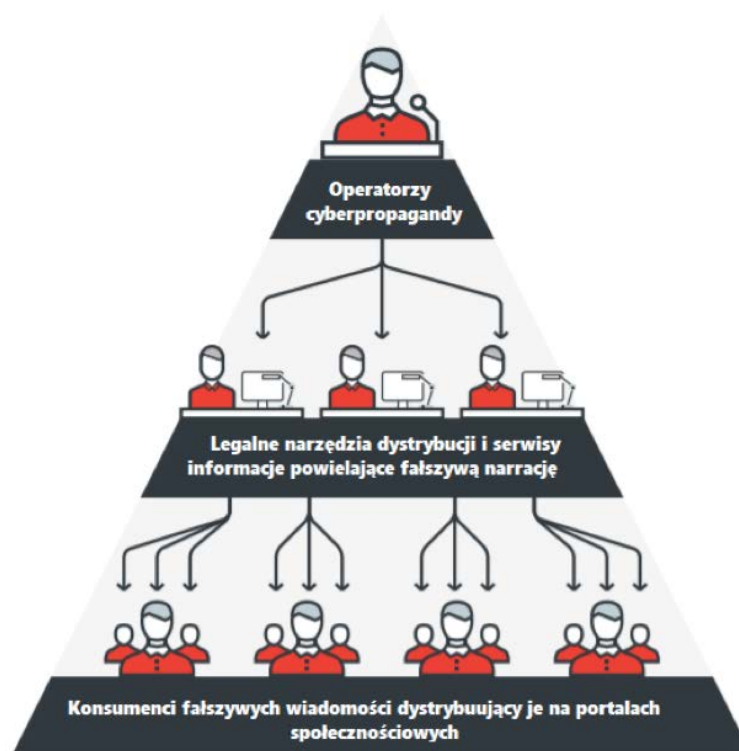 Operatorzy
cyberpropagandy
Legalne narzędzia dystrybucji i serwisy
informacje powielające fałszywą narrację
Konsumenci fałszywych wiadomości dystrybuujący je na portalach
społecznościowych